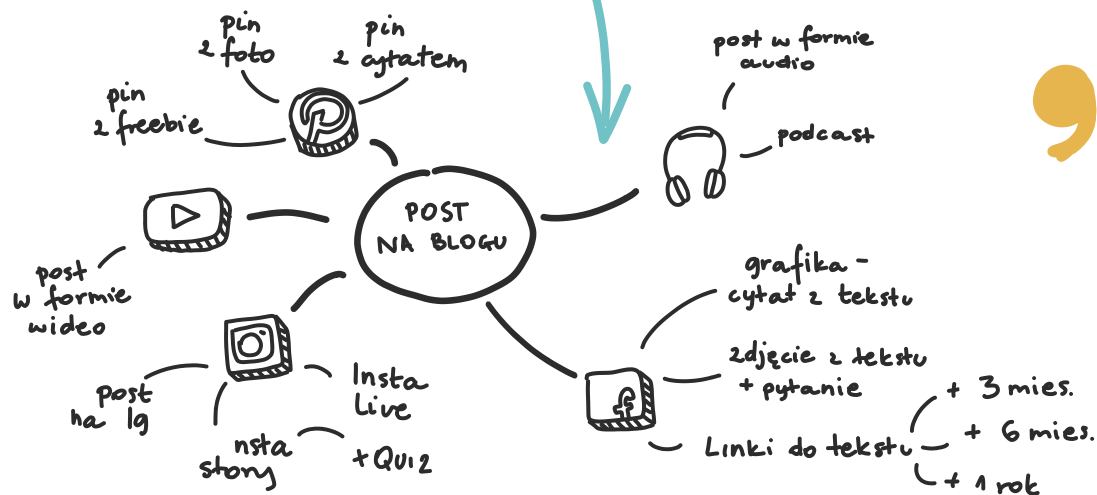 pin
z foto
pin
z cytatem
pin
z freebie
post w formie
audio
podcast
POST
NA BLOGU
post
w formie
wideo
grafika -
cytat z tekstu
zdjęcie z tekstu
+ pytanie
Linki do tekstu
+ 3 mies.
+ 6 mies.
+ 1 rok
Insta
Live
post
na Ig
nsta
story
+ QUIZ